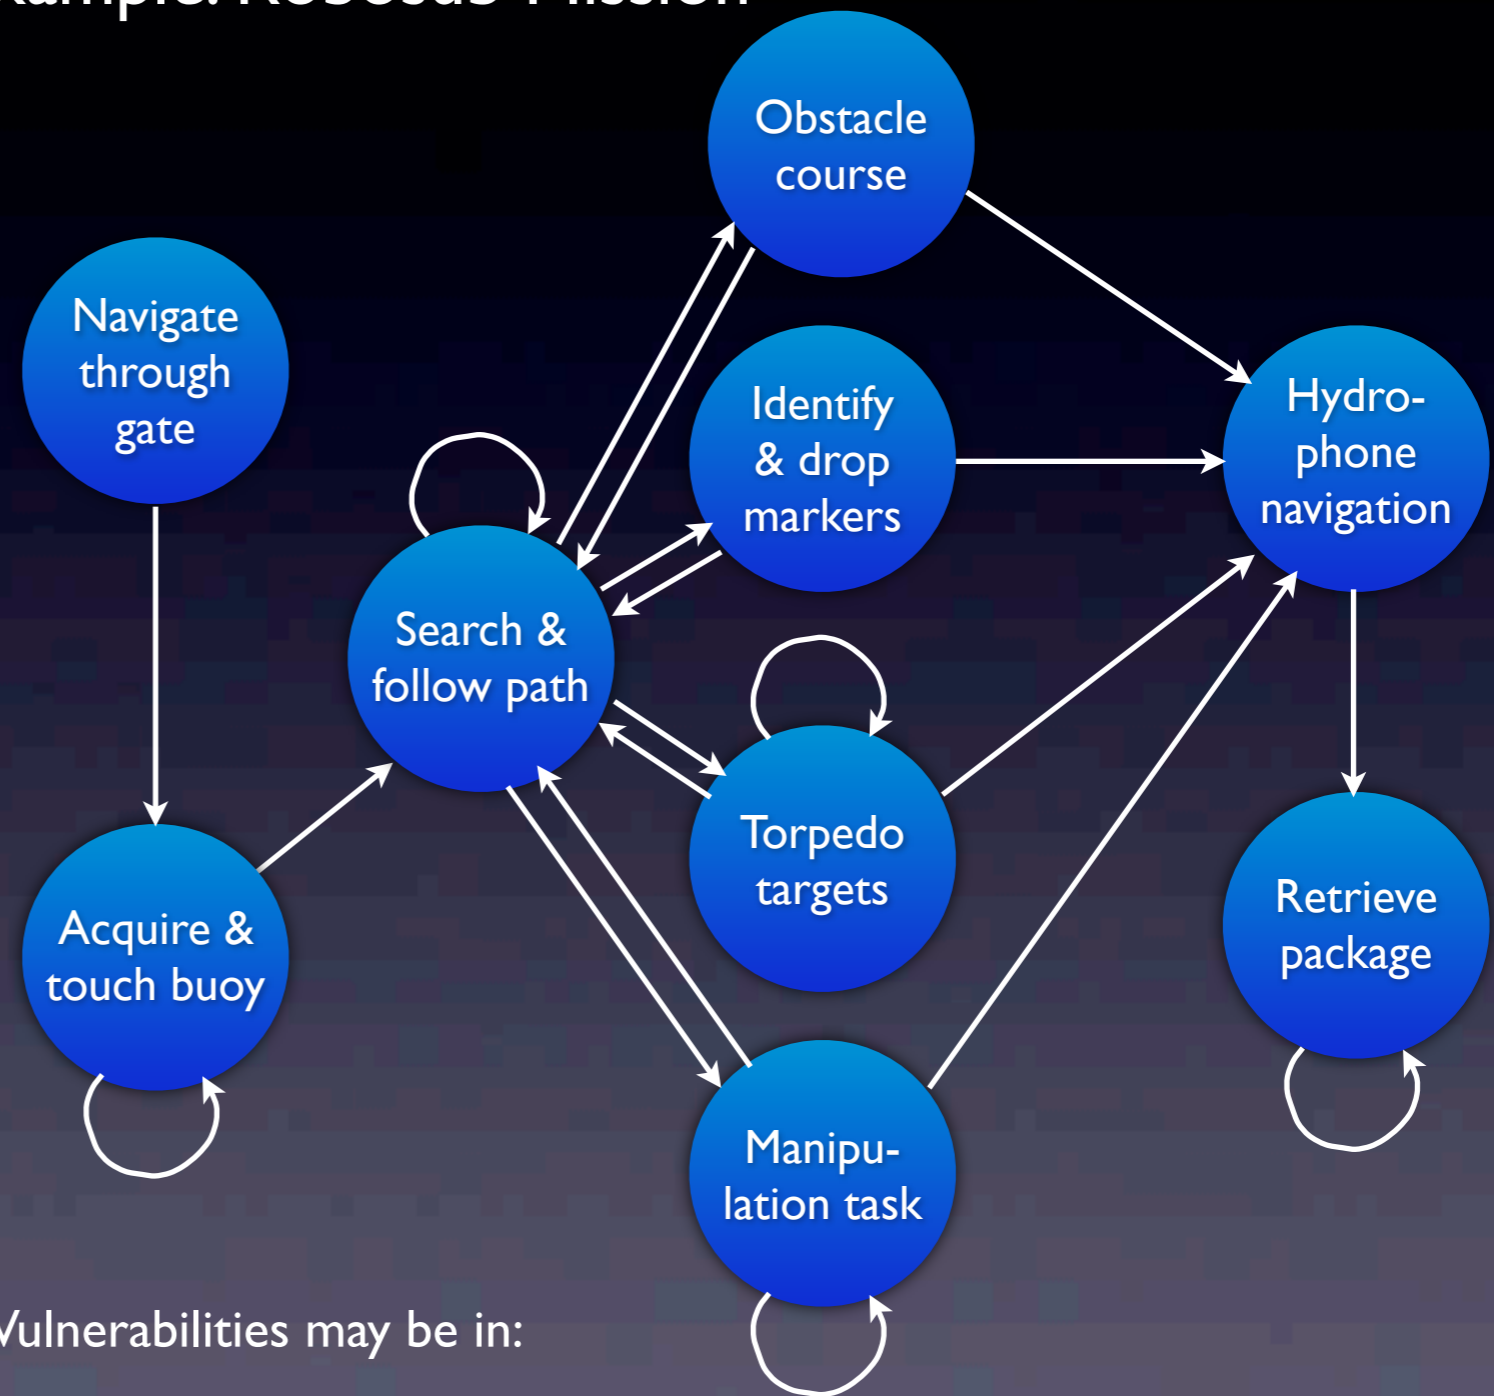 Obstacle
course
Navigate
through
gate
Identify
& drop
markers
Hydro-
phone
navigation
Search &
follow path
Torpedo
targets
Acquire &
touch buoy
Retrieve
package
Manipu-
lation task
Vulnerabilities may be in: